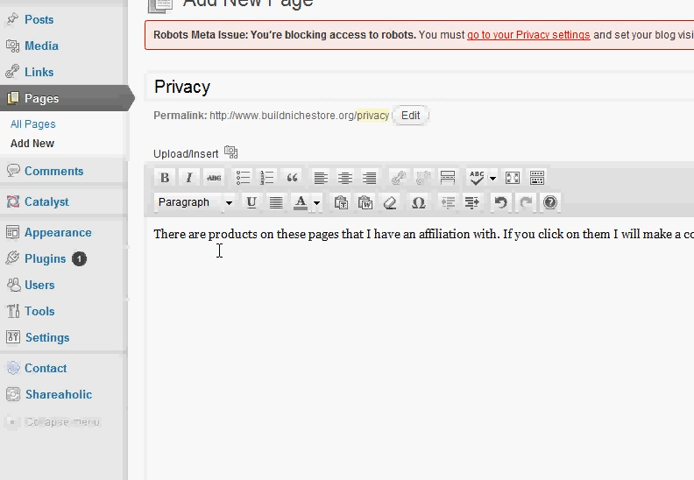 Add New Page
Posts
Robots Meta Issue: You're blocking access to robots. You must go to your Privacy settings and set your blog visi
Media
Links
Pages
Privacy
Permalink: http://www.buildnichestore.org/privacy Edit
All Pages
Add New
Upload/Insert
Comments
B I ABC ABC
Catalyst
Paragraph U A T W Ω ?
Appearance
There are products on these pages that I have an affiliation with. If you click on them I will make a co
Plugins 1
Users
Tools
Settings
Contact
Shareaholic
Collapse menu